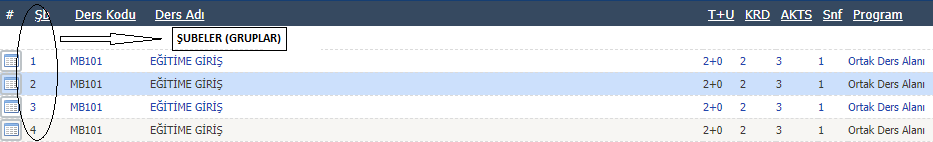 # Şb Ders Kodu Ders Adı T+U KRD AKTS Snf Program
ŞUBELER (GRUPLAR)
1 MB101 EĞİTİME GİRİŞ 2+0 2 3 1 Ortak Ders Alanı
2 MB101 EĞİTİME GİRİŞ 2+0 2 3 1 Ortak Ders Alanı
3 MB101 EĞİTİME GİRİŞ 2+0 2 3 1 Ortak Ders Alanı
4 MB101 EĞİTİME GİRİŞ 2+0 2 3 1 Ortak Ders Alanı